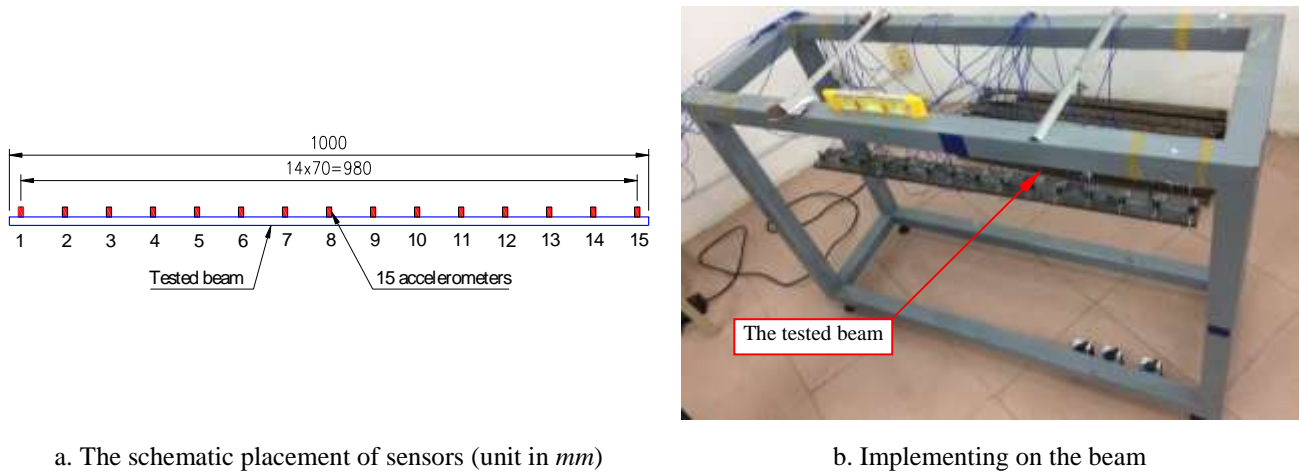 1000
14x70=980
1 2 3 4 5 6 7 8 9 10 11 12 13 14 15
Tested beam 15 accelerometers
The tested beam
a. The schematic placement of sensors (unit in mm)
b. Implementing on the beam